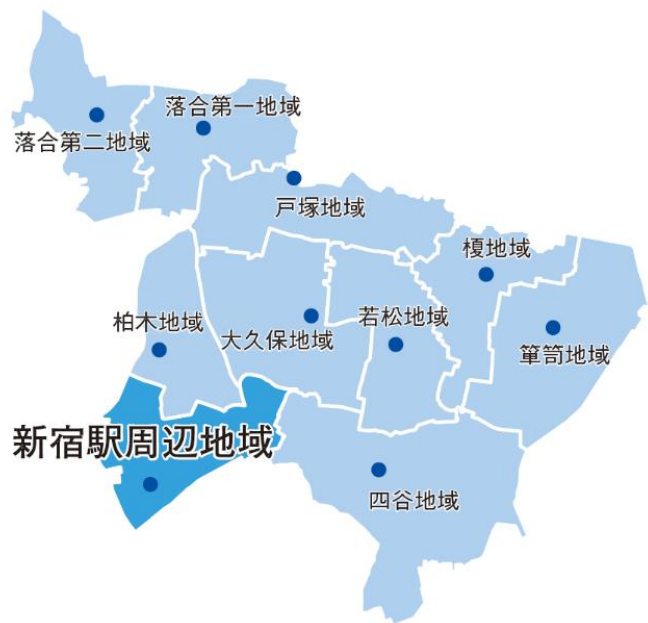 落合第一地域
落合第二地域
戸塚地域
榎地域
柏木地域
大久保地域
若松地域
箪笥地域
新宿駅周辺地域
四谷地域